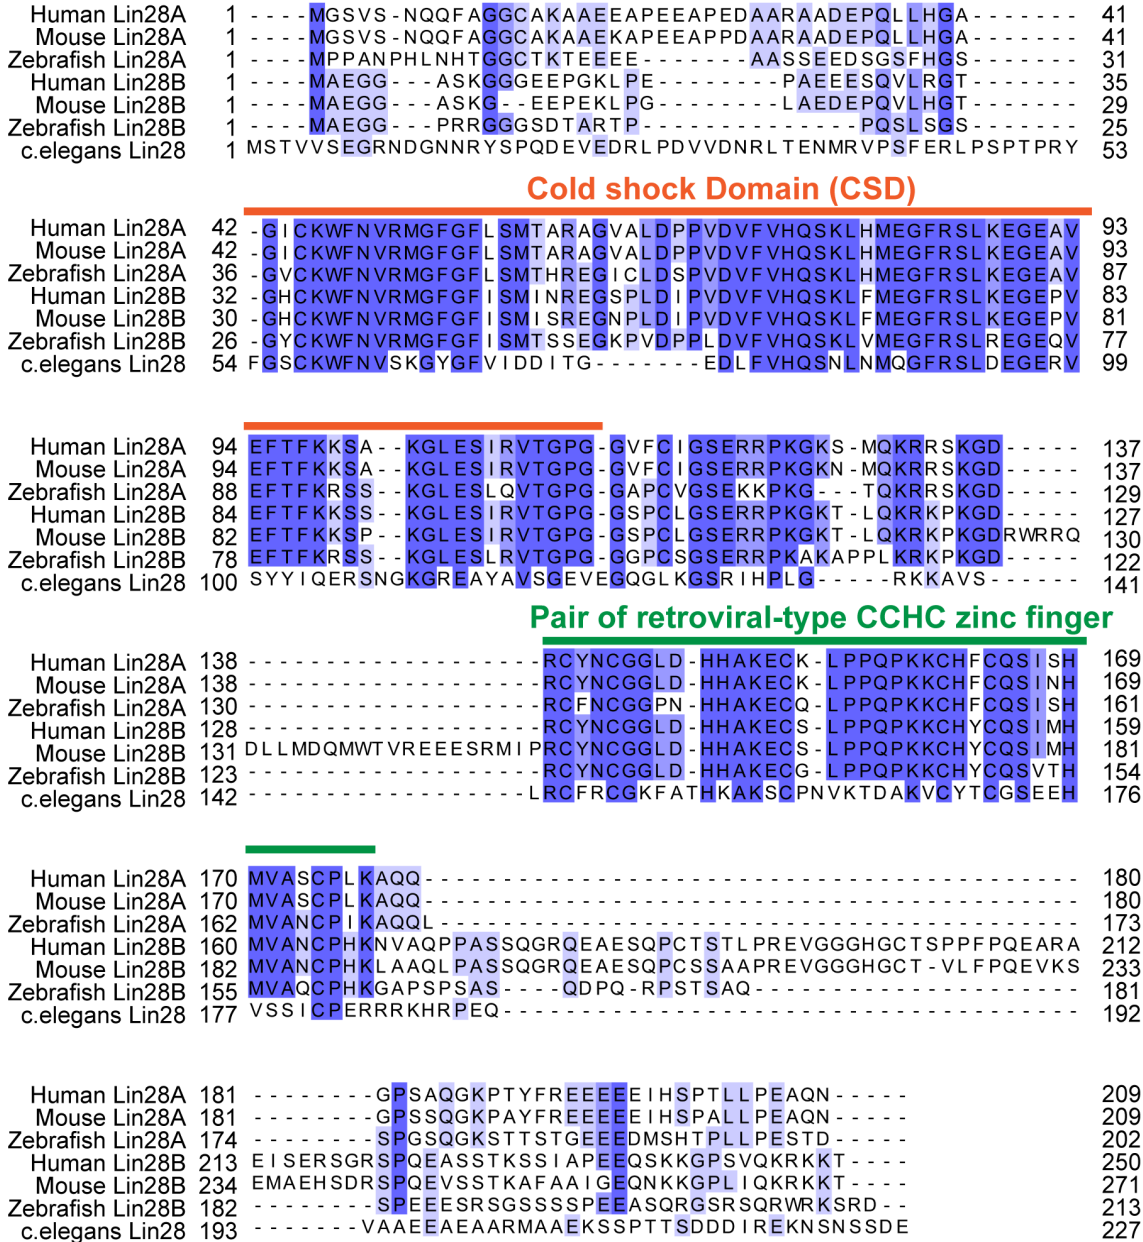 Human Lin28A 1 ----MGSVS-NQQFAGGCAKAAEEAPEEAPEDAARAADEPQLLHGA------- 41
Mouse Lin28A 1 ----MGSVS-NQQFAGGCAKAAEKAPEEAPPDAARAADEPQLLHGA------- 41
Zebrafish Lin28A 1 ----MPPANPHLNHTGGCTKTEEEE-------AASSEEDSGSFHGS------- 31
Human Lin28B 1 ----MAEGG---ASKGGGEEPGKLPE--------PAEEESQVLRGT------- 35
Mouse Lin28B 1 ----MAEGG---ASKG--EEPEKLPG--------LAEDEPQVLHGT------- 29
Zebrafish Lin28B 1 ----MAEGG---PRRGGGSDTARTP--------------PQSLSGS------- 25
c.elegans Lin28 1 MSTVVSEGRNDGNNRYSPQDEVEDRLPDVVDNRLTENMRVPSFERLPSPTPRY 53
Cold shock Domain (CSD)
Human Lin28A 42 -GICKWFNVRMGFGFLSMTARAGVALDPPVDVFVHQSKLHMEGFRSLKEGEAV 93
Mouse Lin28A 42 -GICKWFNVRMGFGFLSMTARAGVALDPPVDVFVHQSKLHMEGFRSLKEGEAV 93
Zebrafish Lin28A 36 -GVCKWFNVRMGFGFLSMTHREGICLDSPVDVFVHQSKLHMEGFRSLKEGEAV 87
Human Lin28B 32 -GHCKWFNVRMGFGFISMINREGSPLDIPVDVFVHQSKLFMEGFRSLKEGEPV 83
Mouse Lin28B 30 -GHCKWFNVRMGFGFISMISREGNPLDIPVDVFVHQSKLFMEGFRSLKEGEPV 81
Zebrafish Lin28B 26 -GYCKWFNVRMGFGFISMTSSEGKPVDPPLDVFVHQSKLVMEGFRSLREGEQV 77
c.elegans Lin28 54 FGSCKWFNVSKGYGFVIDDITG-------EDLFVHQSNLNMQGFRSLDEGERV 99
Human Lin28A 94 EFTFKKSA--KGLESIRVTGPG-GVFCIGSERRPKGKS-MQKRRSKGD----- 137
Mouse Lin28A 94 EFTFKKSA--KGLESIRVTGPG-GVFCIGSERRPKGKN-MQKRRSKGD----- 137
Zebrafish Lin28A 88 EFTFKRSS--KGLESLQVTGPG-GAPCVGSEKKPKG---TQKRRSKGD----- 129
Human Lin28B 84 EFTFKKSS--KGLESIRVTGPG-GSPCLGSERRPKGKT-LQKRKPKGD----- 127
Mouse Lin28B 82 EFTFKKSP--KGLESIRVTGPG-GSPCLGSERRPKGKT-LQKRKPKGDRWRRQ 130
Zebrafish Lin28B 78 EFTFKRSS--KGLESLRVTGPG-GGPCSGSERRPKAKAPPLKRKPKGD----- 122
c.elegans Lin28 100 SYYIQERSNGKGREAYAVSGEVEGQGLKGSRIHPLG-----RKKAVS------ 141
Pair of retroviral-type CCHC zinc finger
Human Lin28A 138 -------------------RCYNCGGLD-HHAKECK-LPPQPKKCHFCQSISH 169
Mouse Lin28A 138 -------------------RCYNCGGLD-HHAKECK-LPPQPKKCHFCQSINH 169
Zebrafish Lin28A 130 -------------------RCFNCGGPN-HHAKECQ-LPPQPKKCHFCQSISH 161
Human Lin28B 128 -------------------RCYNCGGLD-HHAKECS-LPPQPKKCHYCQSIMH 159
Mouse Lin28B 131 DLLMDQMWTVREEESRMIPRCYNCGGLD-HHAKECS-LPPQPKKCHYCQSIMH 181
Zebrafish Lin28B 123 -------------------RCYNCGGLD-HHAKECG-LPPQPKKCHYCQSVTH 154
c.elegans Lin28 142 ------------------LRCFRCGKFATHKAKSCPNVKTDAKVCYTCGSEEH 176
Human Lin28A 170 MVASCPLKAQQ------------------------------------------ 180
Mouse Lin28A 170 MVASCPLKAQQ------------------------------------------ 180
Zebrafish Lin28A 162 MVANCPIKAQQL----------------------------------------- 173
Human Lin28B 160 MVANCPHKNVAQPPASSQGRQEAESQPCTSTLPREVGGGHGCTSPPFPQEARA 212
Mouse Lin28B 182 MVANCPHKLAAQLPASSQGRQEAESQPCSSAAPREVGGGHGCT-VLFPQEVKS 233
Zebrafish Lin28B 155 MVAQCPHKGAPSPSAS----QDPQ-RPSTSAQ--------------------- 181
c.elegans Lin28 177 VSSICPERRRKHRPEQ------------------------------------- 192
Human Lin28A 181 --------GPSAQGKPTYFREEEEEIHSPTLLPEAQN----- 209
Mouse Lin28A 181 --------GPSSQGKPAYFREEEEEIHSPALLPEAQN----- 209
Zebrafish Lin28A 174 --------SPGSQGKSTTSTGEEEDMSHTPLLPESTD----- 202
Human Lin28B 213 EISERSGRSPQEASSTKSSIAPEEQSKKGPSVQKRKKT---- 250
Mouse Lin28B 234 EMAEHSDRSPQEVSSTKAFAAIGEQNKKGPLIQKRKKT---- 271
Zebrafish Lin28B 182 --------SPEEESRSGSSSSPEEASQRGSRSQRWRKSRD-- 213
c.elegans Lin28 193 -------VAAEEAEAARMAAEKSSPTTSDDDIREKNSNSSDE 227